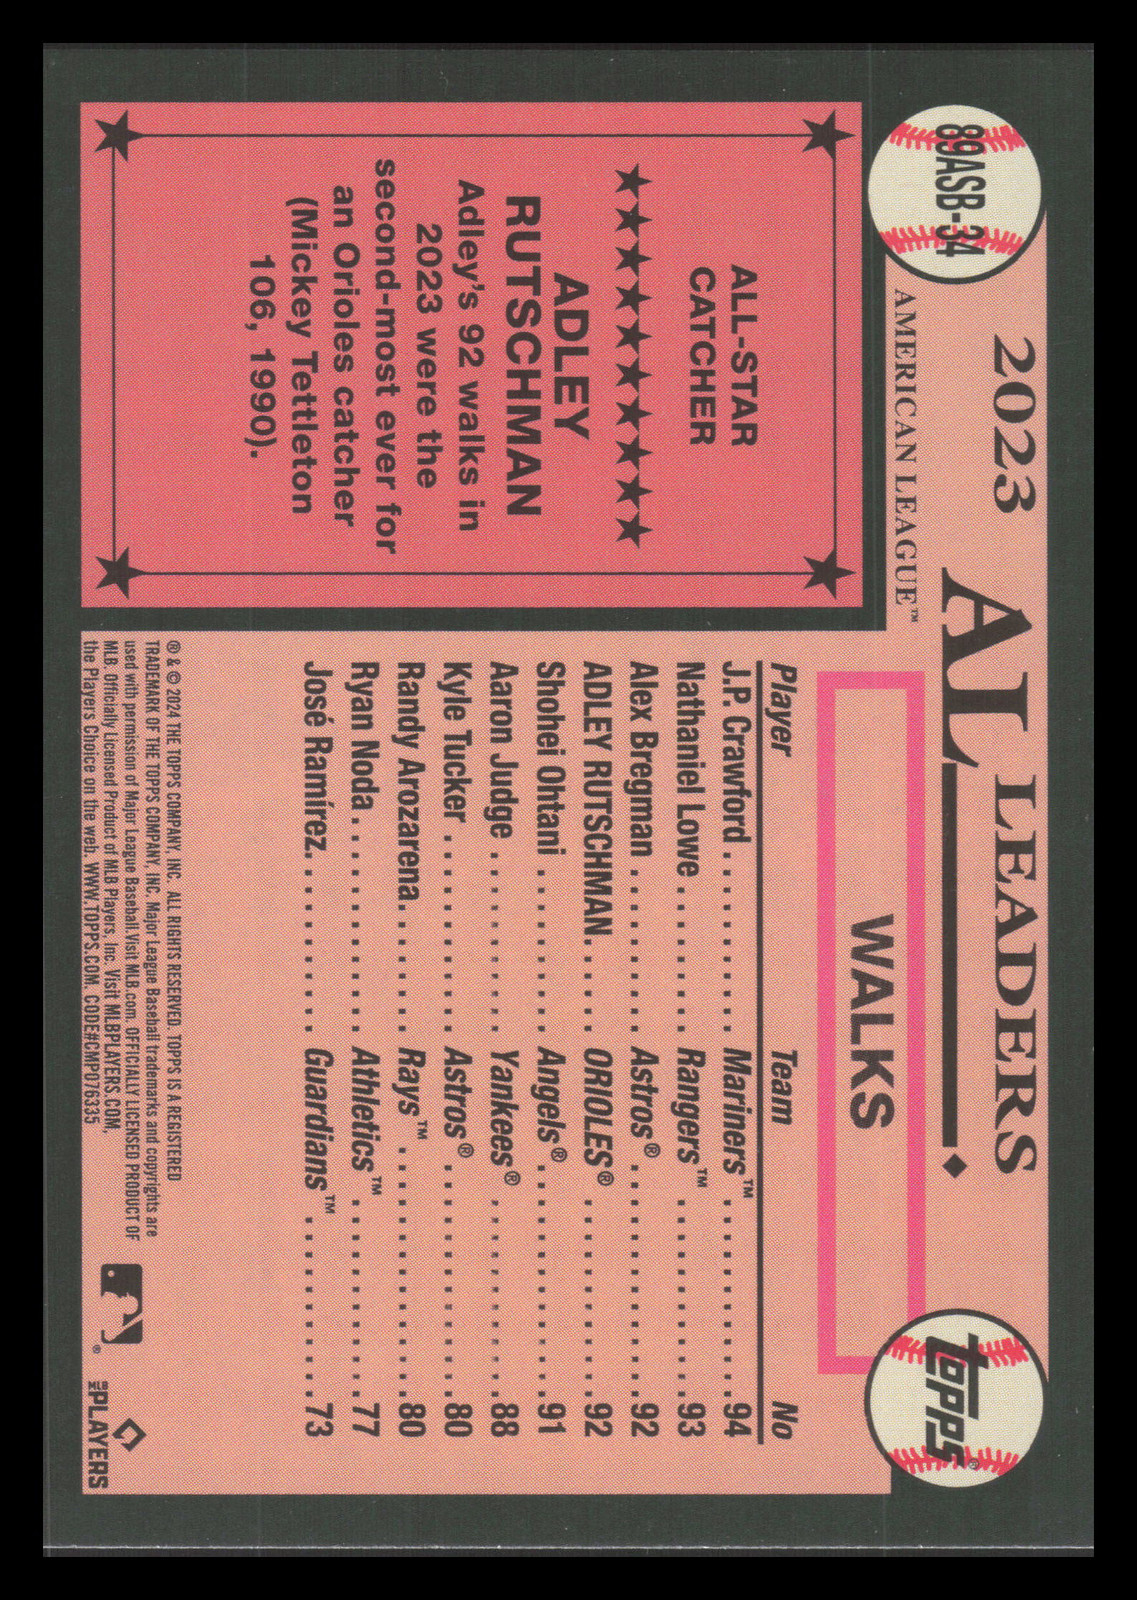 89ASB-34
2023 AL LEADERS
AMERICAN LEAGUE™
topps®
ALL-STAR
CATCHER
ADLEY
RUTSCHMAN
Adley's 92 walks in
2023 were the
second-most ever for
an Orioles catcher
(Mickey Tettleton
106, 1990).
WALKS
Player Team No
J.P. Crawford Mariners™ 94
Nathaniel Lowe Rangers™ 93
Alex Bregman Astros® 92
ADLEY RUTSCHMAN ORIOLES® 92
Shohei Ohtani Angels® 91
Aaron Judge Yankees® 88
Kyle Tucker Astros® 80
Randy Arozarena Rays™ 80
Ryan Noda Athletics™ 77
José Ramírez Guardians™ 73
® & © 2024 THE TOPPS COMPANY, INC. ALL RIGHTS RESERVED. TOPPS IS A REGISTERED
TRADEMARK OF THE TOPPS COMPANY, INC. Major League Baseball trademarks and copyrights are
used with permission of Major League Baseball. Visit MLB.com. OFFICIALLY LICENSED PRODUCT OF
MLB. Officially Licensed Product of MLB Players, Inc. Visit MLBPLAYERS.COM,
the Players Choice on the web. WWW.TOPPS.COM. CODE#CMP076335
®
MLB PLAYERS